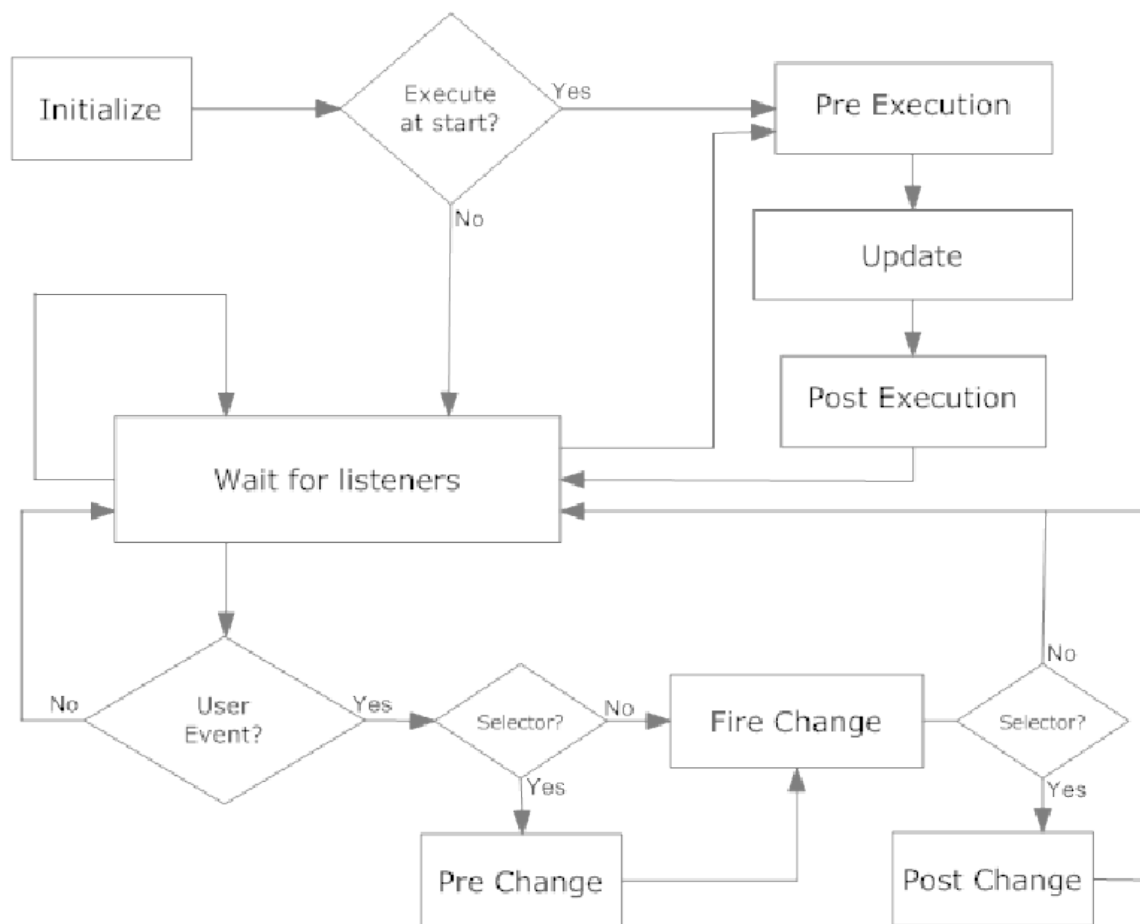 Initialize
Execute
at start?
Yes
No
Pre Execution
Update
Post Execution
Wait for listeners
User
Event?
No
Yes
Selector?
No
Yes
Fire Change
Selector?
No
Yes
Pre Change
Post Change